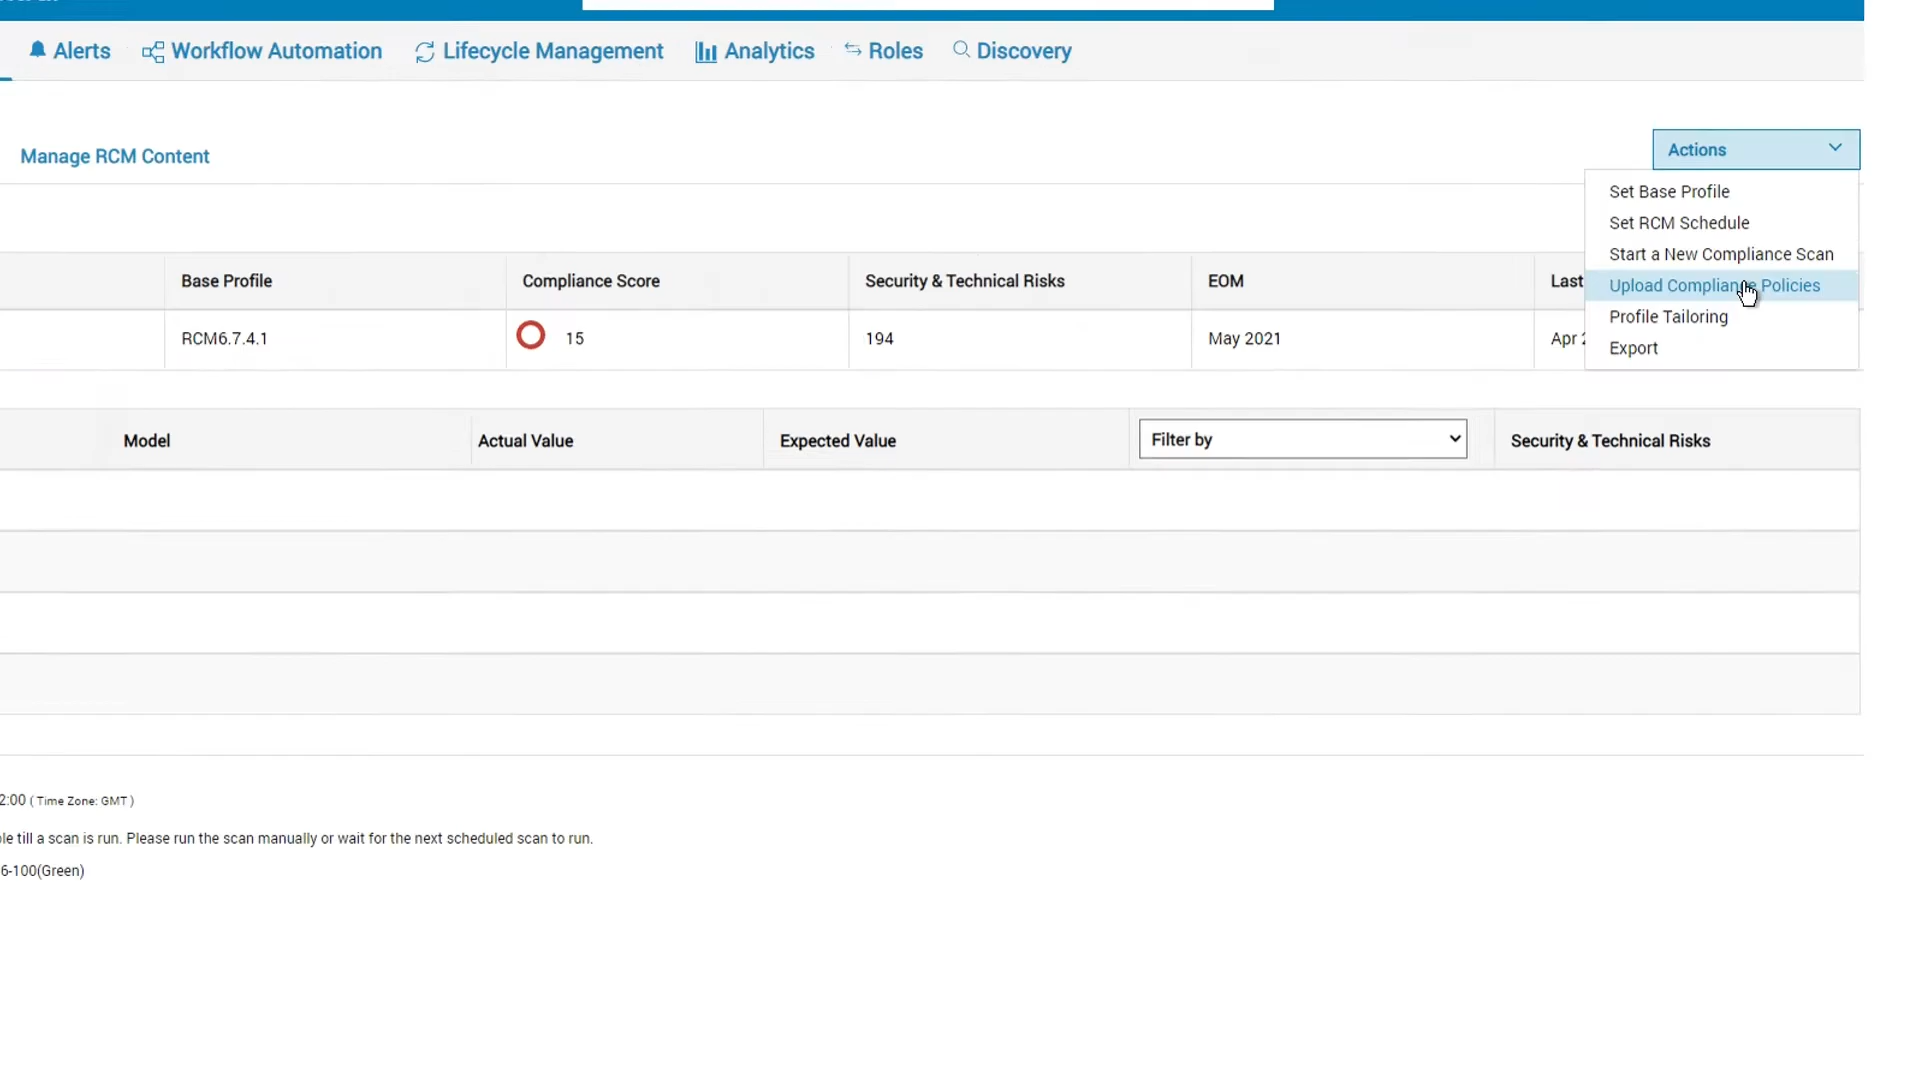 Alerts Workflow Automation Lifecycle Management Analytics Roles Discovery
Manage RCM Content
Actions
Set Base Profile
Set RCM Schedule
Start a New Compliance Scan
Upload Compliance Policies
Profile Tailoring
Export
Base Profile Compliance Score Security & Technical Risks EOM Last
RCM6.7.4.1 15 194 May 2021 Apr 2
Model Actual Value Expected Value Filter by Security & Technical Risks
2:00 ( Time Zone: GMT )
ble till a scan is run. Please run the scan manually or wait for the next scheduled scan to run.
6-100(Green)